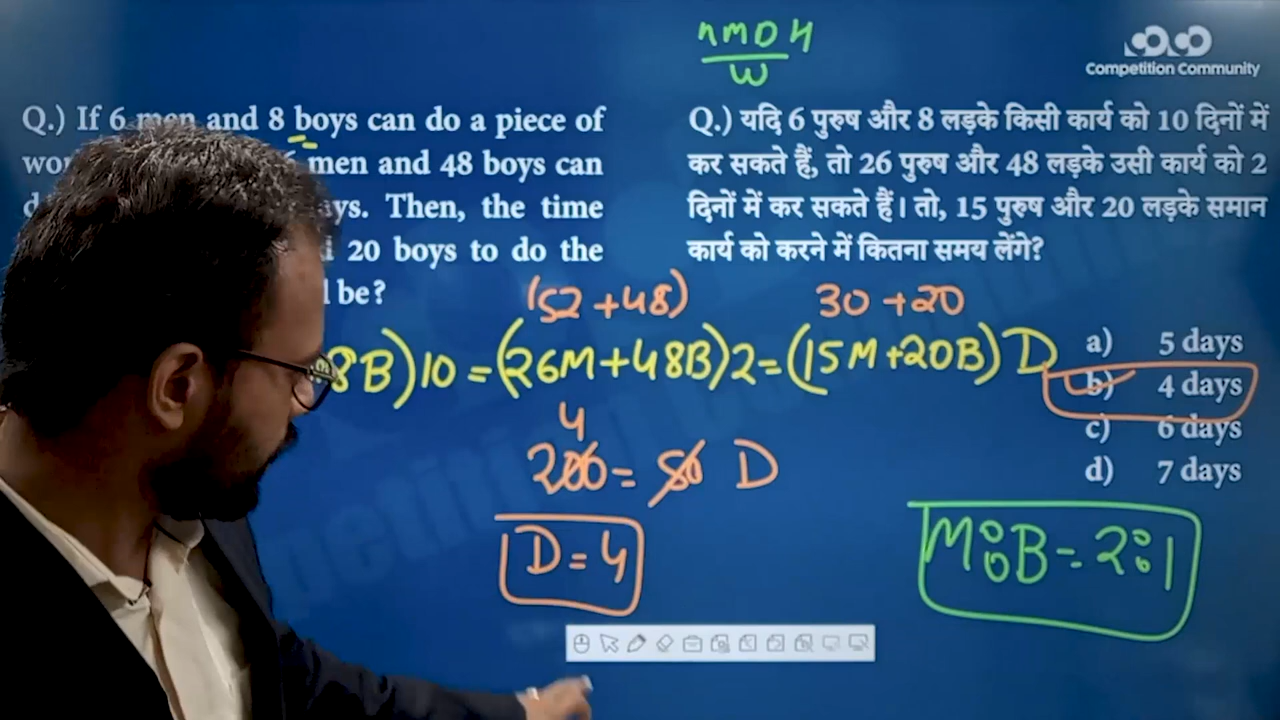 nMDH
W
Competition Community
Q.) If 6 men and 8 boys can do a piece of
men and 48 boys can
Then, the time
20 boys to do the
be?
Q.) यदि 6 पुरुष और 8 लड़के किसी कार्य को 10 दिनों में
कर सकते हैं, तो 26 पुरुष और 48 लड़के उसी कार्य को 2
दिनों में कर सकते हैं। तो, 15 पुरुष और 20 लड़के समान
कार्य को करने में कितना समय लेंगे?
(52+48) 30+20
8B)10=(26M+48B)2=(15M+20B)D
a) 5 days
b) 4 days
c) 6 days
d) 7 days
4
200=50 D
D=4
M:B=2:1